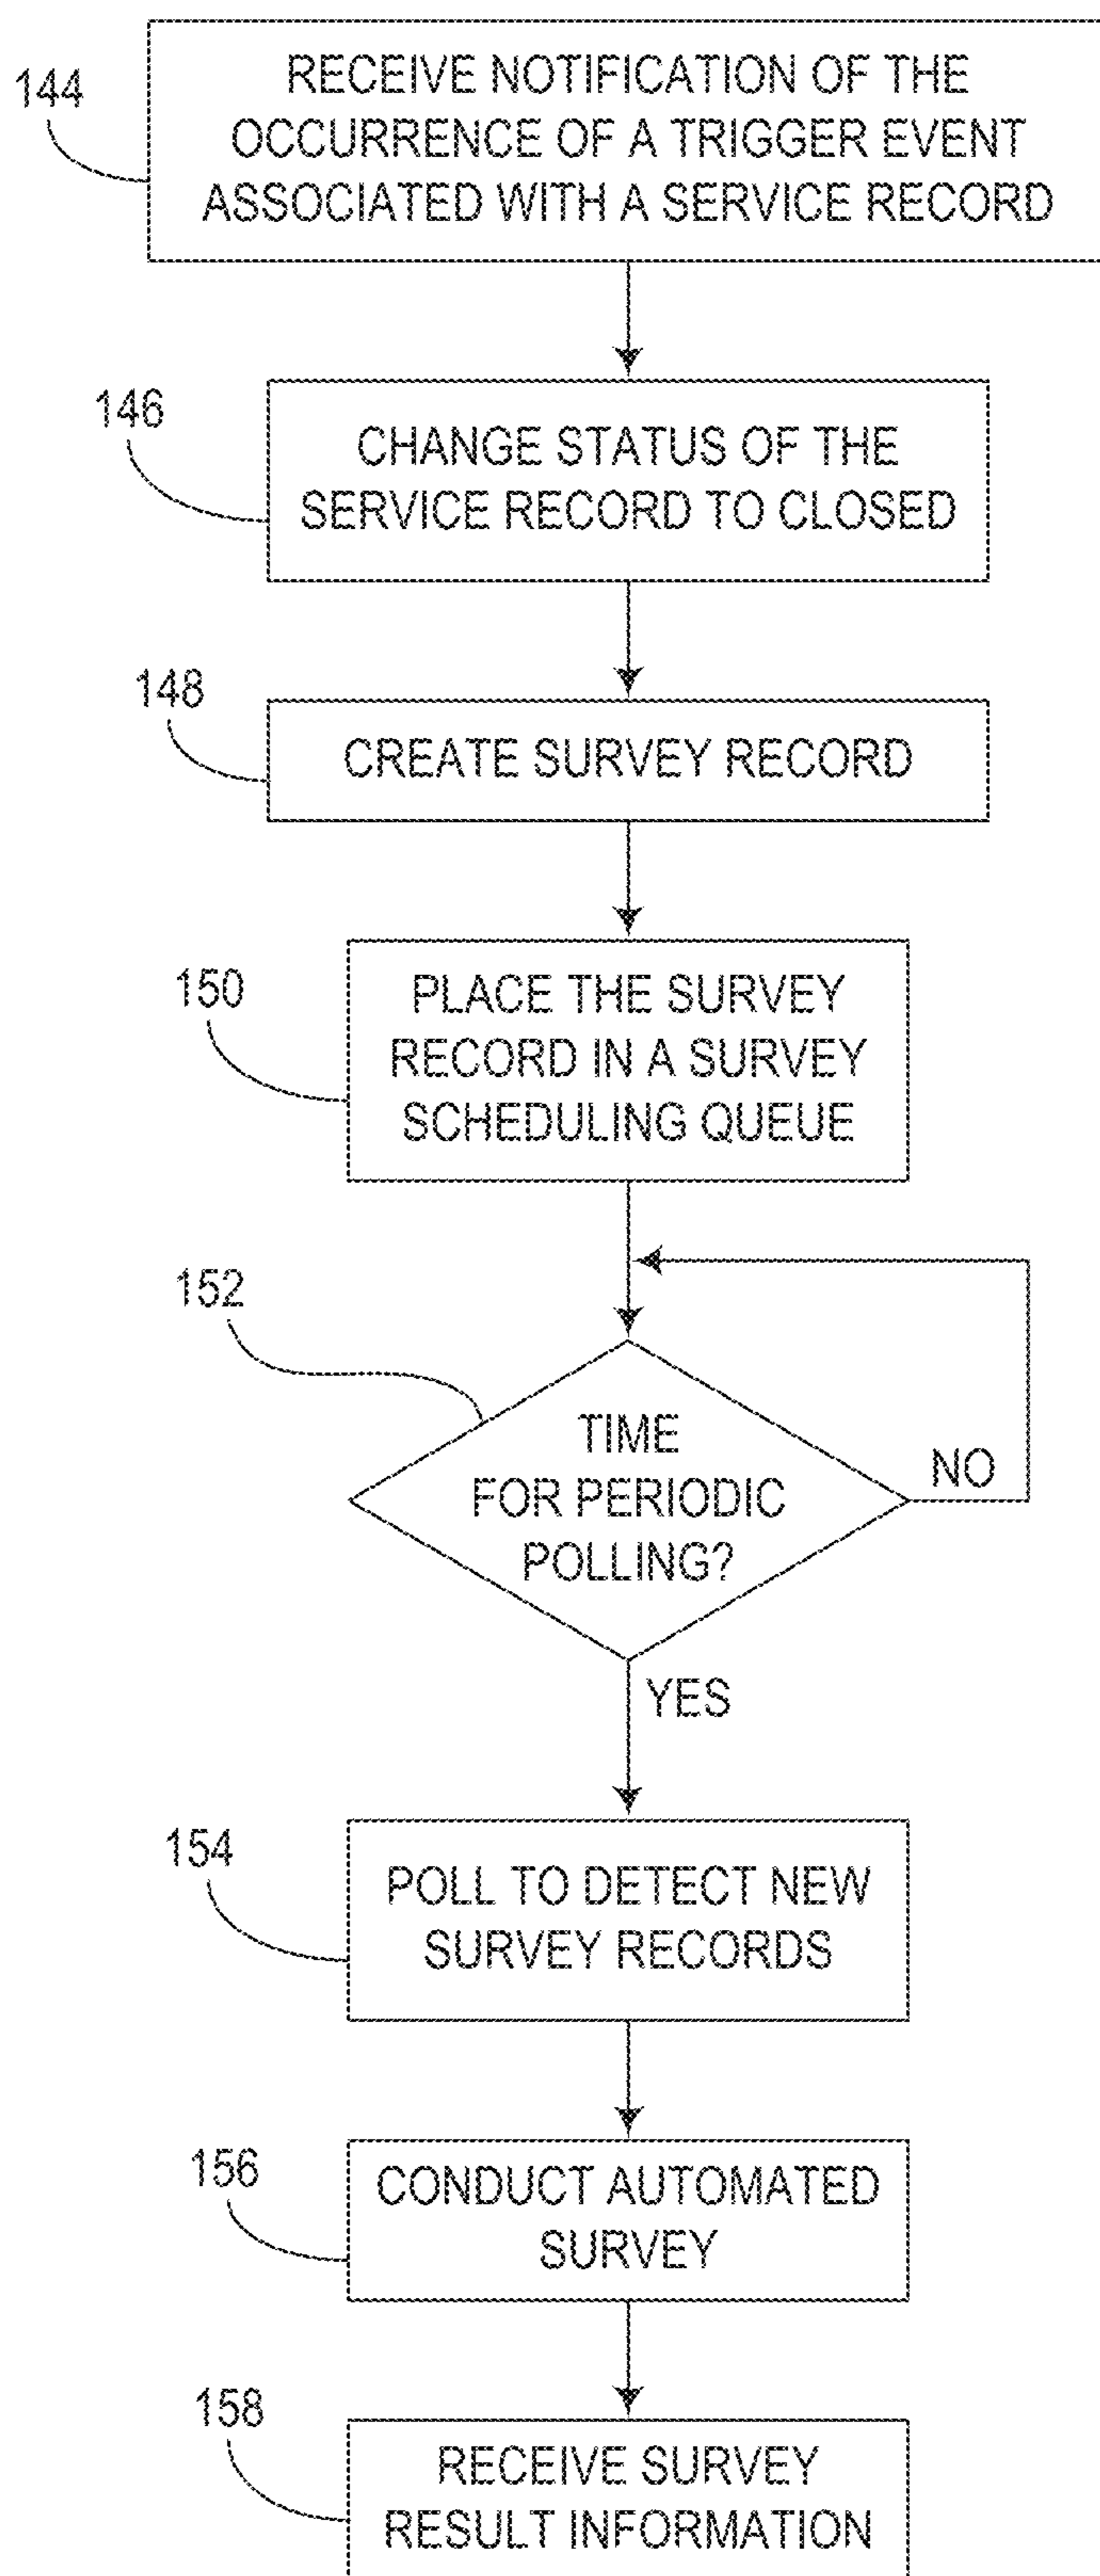 144
RECEIVE NOTIFICATION OF THE
OCCURRENCE OF A TRIGGER EVENT
ASSOCIATED WITH A SERVICE RECORD
146
CHANGE STATUS OF THE
SERVICE RECORD TO CLOSED
148
CREATE SURVEY RECORD
150
PLACE THE SURVEY
RECORD IN A SURVEY
SCHEDULING QUEUE
152
TIME
FOR PERIODIC
POLLING?
NO
YES
154
POLL TO DETECT NEW
SURVEY RECORDS
156
CONDUCT AUTOMATED
SURVEY
158
RECEIVE SURVEY
RESULT INFORMATION